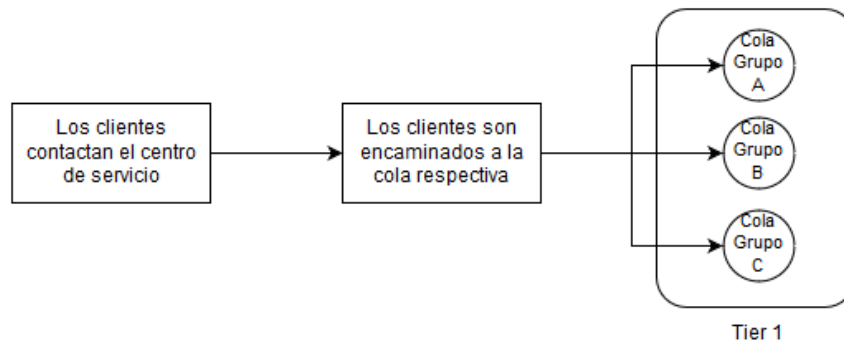 Los clientes
contactan el centro
de servicio
Los clientes son
encaminados a la
cola respectiva
Cola
Grupo
A
Cola
Grupo
B
Cola
Grupo
C
Tier 1